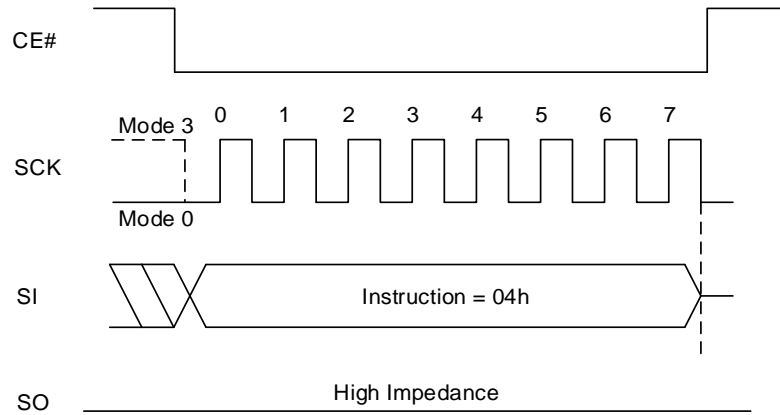 CE#
0 1 2 3 4 5 6 7
Mode 3
SCK
Mode 0
SI
Instruction = 04h
High Impedance
SO